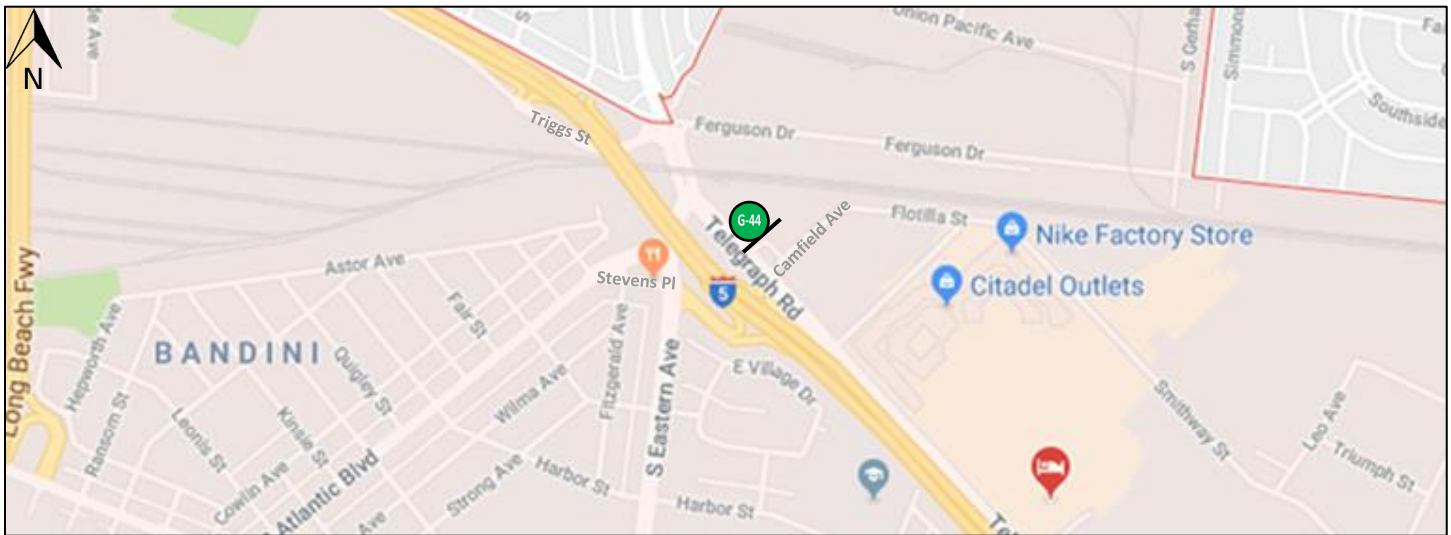 N
S
Union Pacific Ave
S Gerha
Simmons
Fai
Southside
Triggs St
Ferguson Dr
Ferguson Dr
G-44
Telegraph Rd
Camfield Ave
Flotilla St
Nike Factory Store
Citadel Outlets
Astor Ave
Stevens Pl
5
Long Beach Fwy
Hepworth Ave
BANDINI
Fair St
Quigley St
Fitzgerald Ave
S Eastern Ave
E Village Dr
Wilma Ave
Ransom St
Leonis St
Kinsie St
Cowlin Ave
Atlantic Blvd
Ave
Strong Ave
Harbor St
Harbor St
Smithway St
Leo Ave
Triumph St
Tel